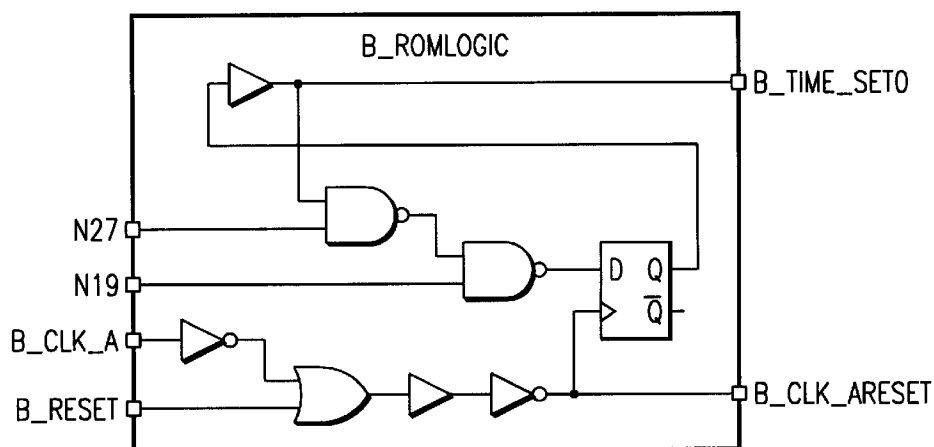 B_ROMLOGIC
B_TIME_SET0
N27
N19
D Q
Q̅
B_CLK_A
B_RESET
B_CLK_ARESET